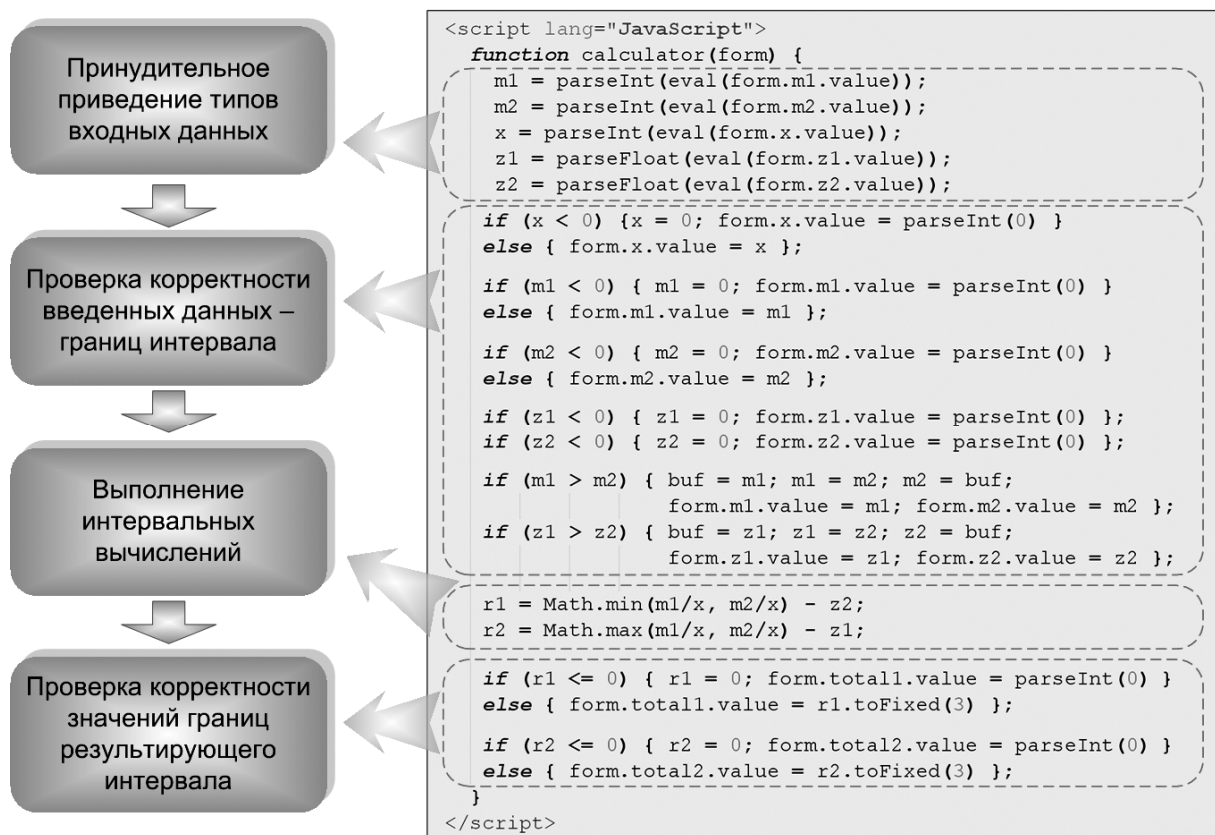 Принудительное
приведение типов
входных данных
Проверка корректности
введенных данных –
границ интервала
Выполнение
интервальных
вычислений
Проверка корректности
значений границ
результирующего
интервала
<script lang="JavaScript">
function calculator(form) {
m1 = parseInt(eval(form.m1.value));
m2 = parseInt(eval(form.m2.value));
x = parseInt(eval(form.x.value));
z1 = parseFloat(eval(form.z1.value));
z2 = parseFloat(eval(form.z2.value));
if (x < 0) {x = 0; form.x.value = parseInt(0) }
else { form.x.value = x };
if (m1 < 0) { m1 = 0; form.m1.value = parseInt(0) }
else { form.m1.value = m1 };
if (m2 < 0) { m2 = 0; form.m2.value = parseInt(0) }
else { form.m2.value = m2 };
if (z1 < 0) { z1 = 0; form.z1.value = parseInt(0) };
if (z2 < 0) { z2 = 0; form.z2.value = parseInt(0) };
if (m1 > m2) { buf = m1; m1 = m2; m2 = buf;
form.m1.value = m1; form.m2.value = m2 };
if (z1 > z2) { buf = z1; z1 = z2; z2 = buf;
form.z1.value = z1; form.z2.value = z2 };
r1 = Math.min(m1/x, m2/x) - z2;
r2 = Math.max(m1/x, m2/x) - z1;
if (r1 <= 0) { r1 = 0; form.total1.value = parseInt(0) }
else { form.total1.value = r1.toFixed(3) };
if (r2 <= 0) { r2 = 0; form.total2.value = parseInt(0) }
else { form.total2.value = r2.toFixed(3) };
}
</script>